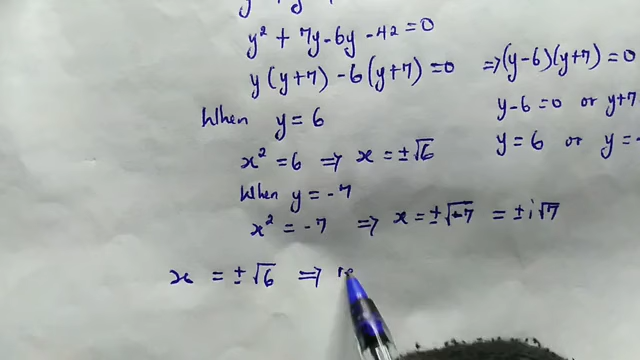 y² + 7y - 6y - 42 = 0
y(y+7) - 6(y+7) = 0 ⇒ (y-6)(y+7) = 0
When y = 6
y-6=0 or y+7
x² = 6 ⇒ x = ±√6
y = 6 or y = -
When y = -7
x² = -7 ⇒ x = ±√-7 = ±i√7
x = ±√6 ⇒